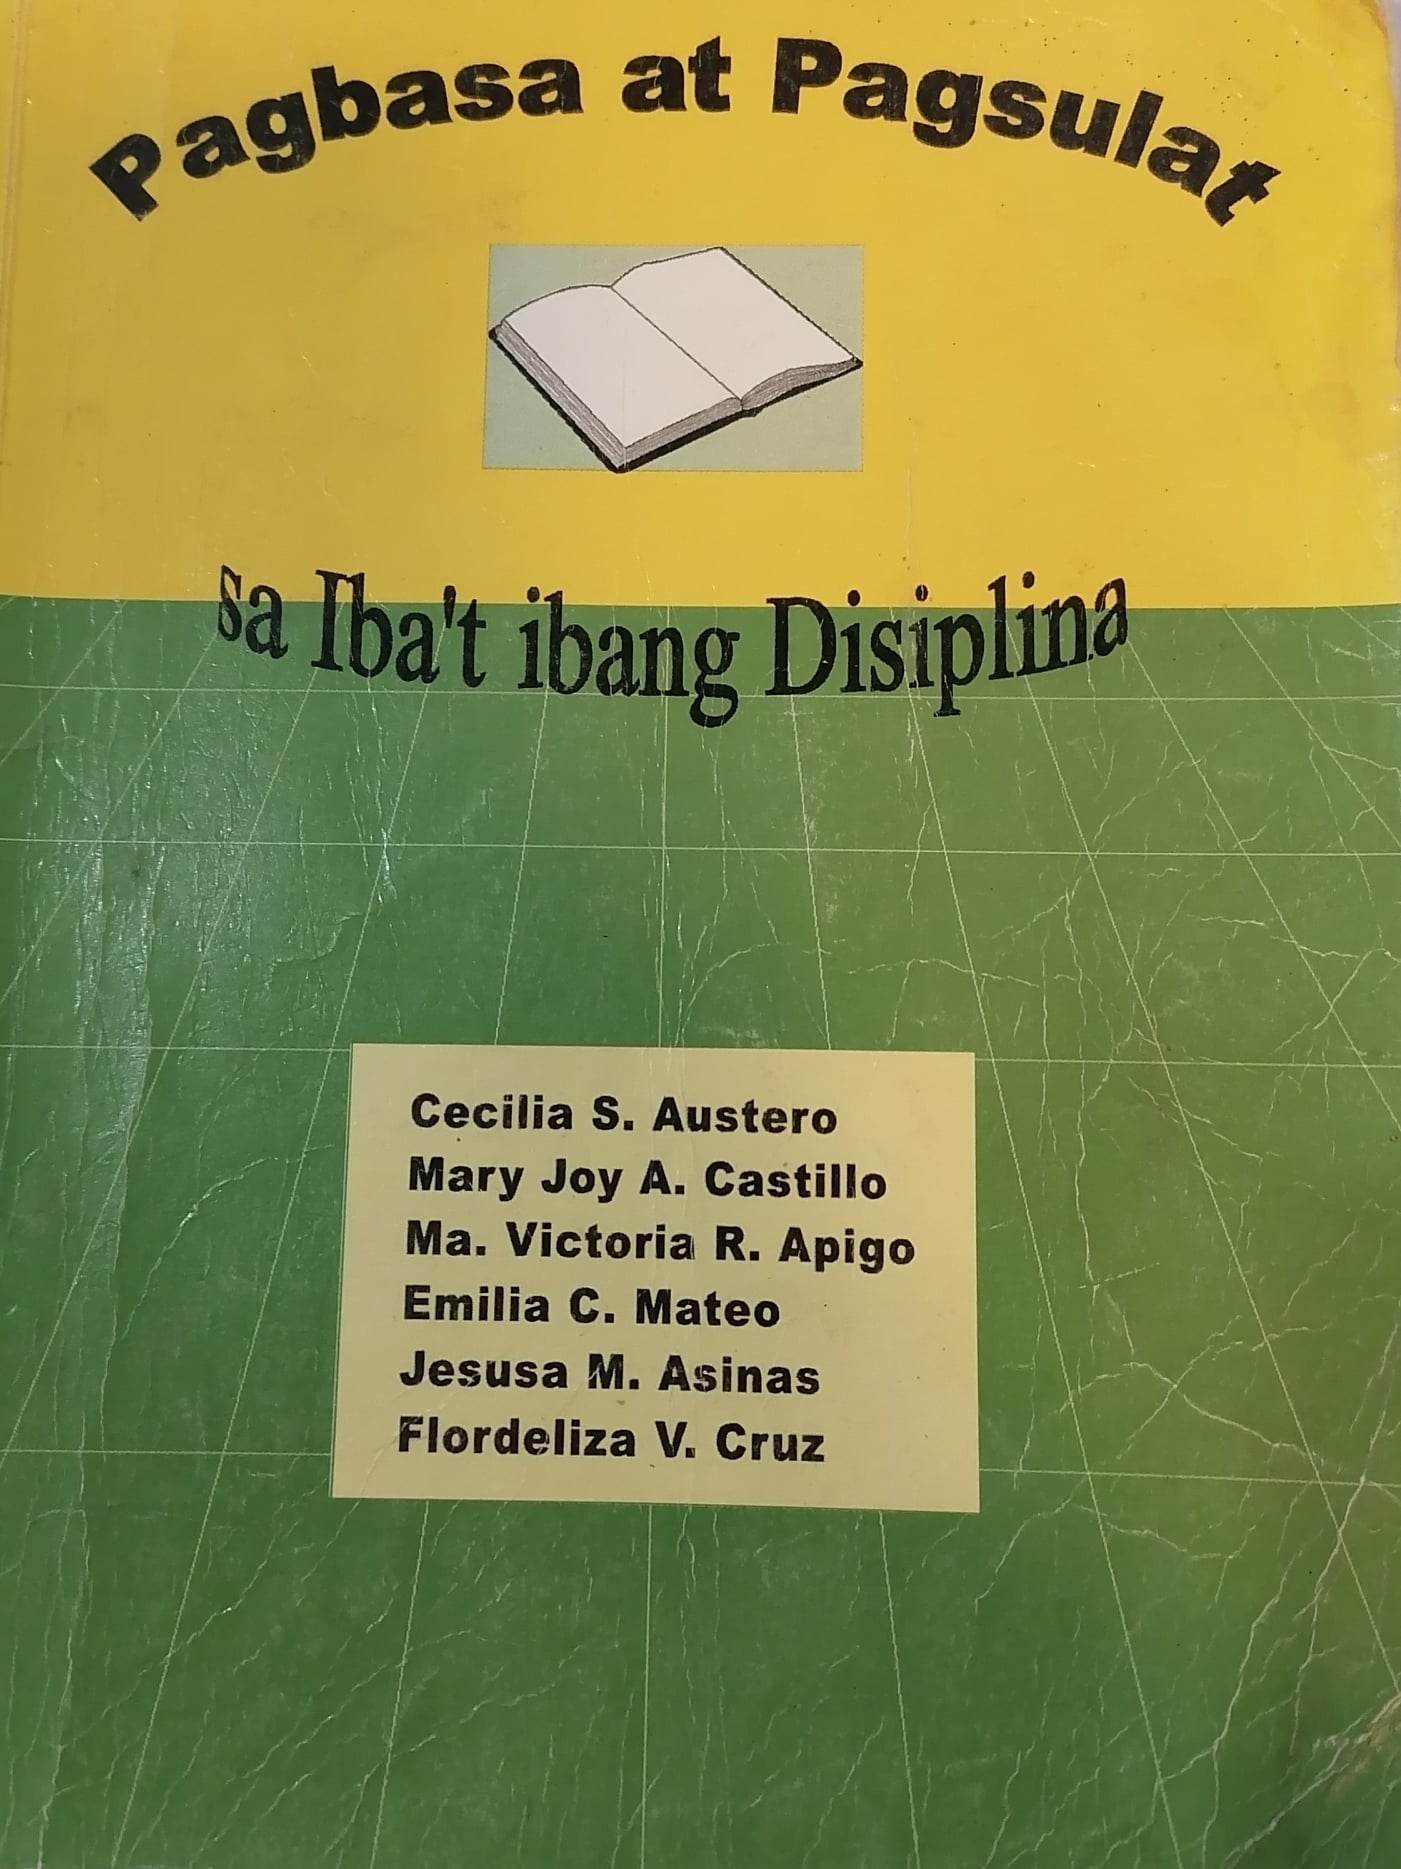 Pagbasa at Pagsulat
sa Iba't ibang Disiplina
Cecilia S. Austero
Mary Joy A. Castillo
Ma. Victoria R. Apigo
Emilia C. Mateo
Jesusa M. Asinas
Flordeliza V. Cruz